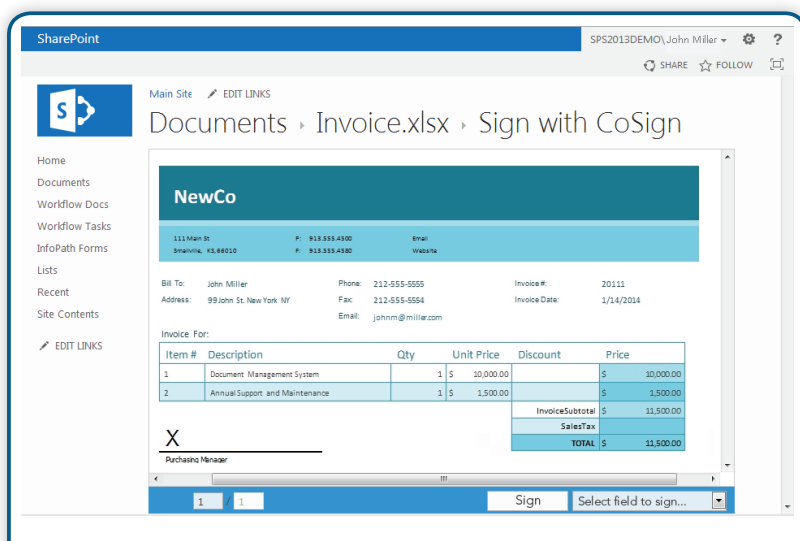 SharePoint
SPS2013DEMO\John Miller
?
SHARE
FOLLOW
S
Main Site
EDIT LINKS
Documents › Invoice.xlsx › Sign with CoSign
Home
Documents
Workflow Docs
Workflow Tasks
InfoPath Forms
Lists
Recent
Site Contents
EDIT LINKS
NewCo
111 Main St P: 913.555.4500 Email
Smallville, KS,66010 F: 913.555.4580 Website
Bill To: John Miller Phone: 212-555-5555 Invoice #: 20111
Address: 99 John St. New York NY Fax: 212-555-5554 Invoice Date: 1/14/2014
Email: johnm@miller.com
Invoice For:
Item # Description Qty Unit Price Discount Price
1 Document Management System 1 $ 10,000.00 $ 10,000.00
2 Annual Support and Maintenance 1 $ 1,500.00 $ 1,500.00
InvoiceSubtotal $ 11,500.00
SalesTax
TOTAL $ 11,500.00
X
Purchasing Manager
1 / 1 Sign Select field to sign...